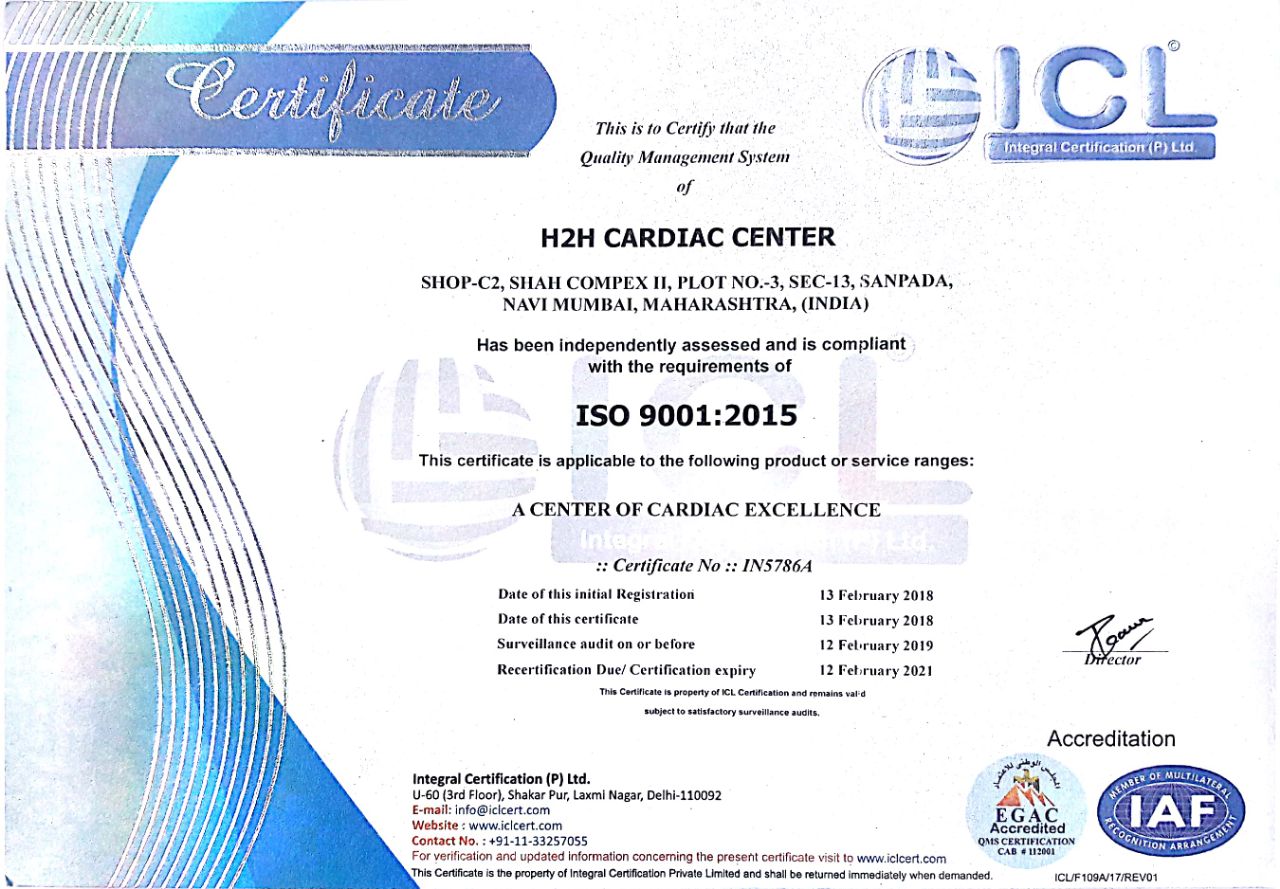 Certificate
ICL©
Integral Certification (P) Ltd.
This is to Certify that the
Quality Management System
of
H2H CARDIAC CENTER
SHOP-C2, SHAH COMPEX II, PLOT NO.-3, SEC-13, SANPADA,
NAVI MUMBAI, MAHARASHTRA, (INDIA)
Has been independently assessed and is compliant
with the requirements of
ISO 9001:2015
This certificate is applicable to the following product or service ranges:
A CENTER OF CARDIAC EXCELLENCE
:: Certificate No :: IN5786A
Date of this initial Registration 13 February 2018
Date of this certificate 13 February 2018
Surveillance audit on or before 12 February 2019
Recertification Due/ Certification expiry 12 February 2021
This Certificate is property of ICL Certification and remains valid
subject to satisfactory surveillance audits.
Director
Accreditation
المجلس الوطني للاعتماد
EGAC
Accredited
QMS CERTIFICATION
CAB # 112001
MEMBER OF MULTILATERAL
IAF
RECOGNITION ARRANGEMENT
Integral Certification (P) Ltd.
U-60 (3rd Floor), Shakar Pur, Laxmi Nagar, Delhi-110092
E-mail: info@iclcert.com
Website : www.iclcert.com
Contact No. : +91-11-33257055
For verification and updated information concerning the present certificate visit to www.iclcert.com
This Certificate is the property of Integral Certification Private Limited and shall be returned immediately when demanded.
ICL/F109A/17/REV01